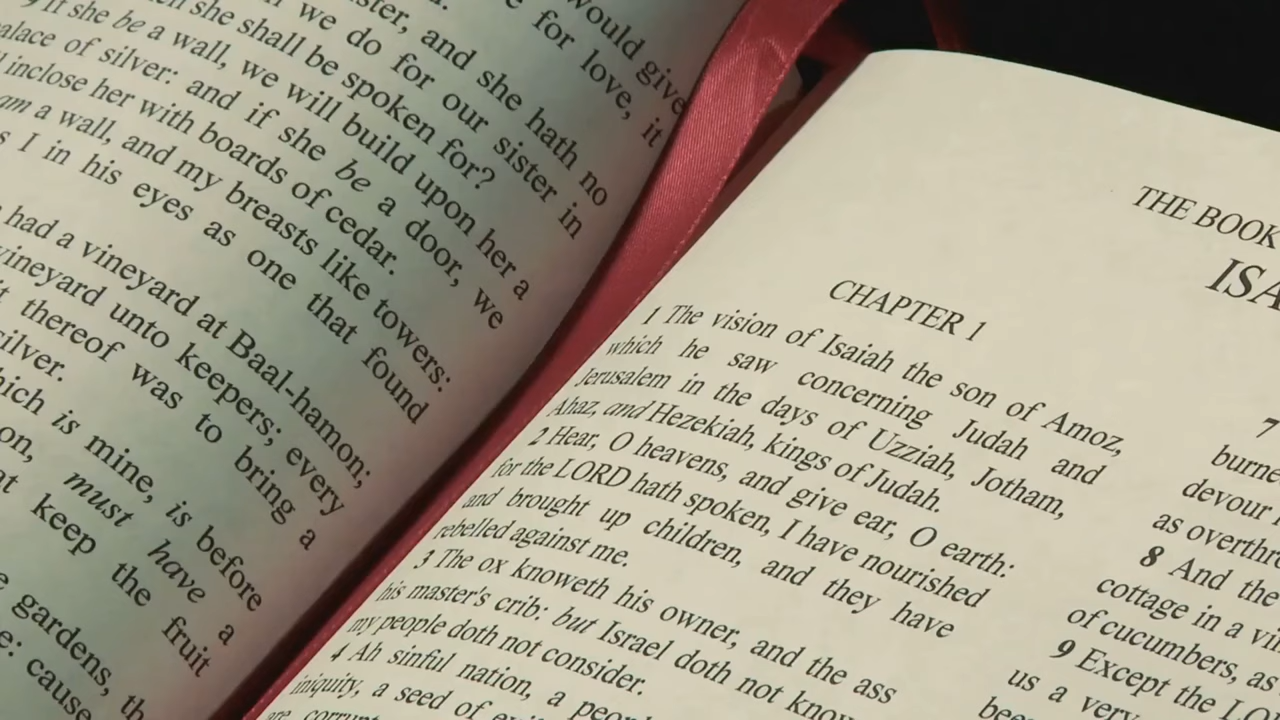 would give
e for love, it
ster, and she hath no
we do for our sister in
she shall be spoken for?
9 If she be a wall, we will build upon her a
palace of silver: and if she be a door, we
inclose her with boards of cedar.
am a wall, and my breasts like towers:
I in his eyes as one that found
had a vineyard at Baal-hamon;
vineyard unto keepers; every
thereof was to bring a
silver.
which is mine, is before
on, must have a
keep the fruit
gardens, th
e: cause
THE BOOK
ISA
CHAPTER 1
1 The vision of Isaiah the son of Amoz,
which he saw concerning Judah and
Jerusalem in the days of Uzziah, Jotham,
Ahaz, and Hezekiah, kings of Judah.
2 Hear, O heavens, and give ear, O earth:
for the LORD hath spoken, I have nourished
and brought up children, and they have
rebelled against me.
3 The ox knoweth his owner, and the ass
his master's crib: but Israel doth not know
my people doth not consider.
4 Ah sinful nation, a peop
iniquity, a seed of
are corrupt
7
burne
devour
as overthr
8 And the
cottage in a vi
of cucumbers, as
9 Except the LO
us a very
bee